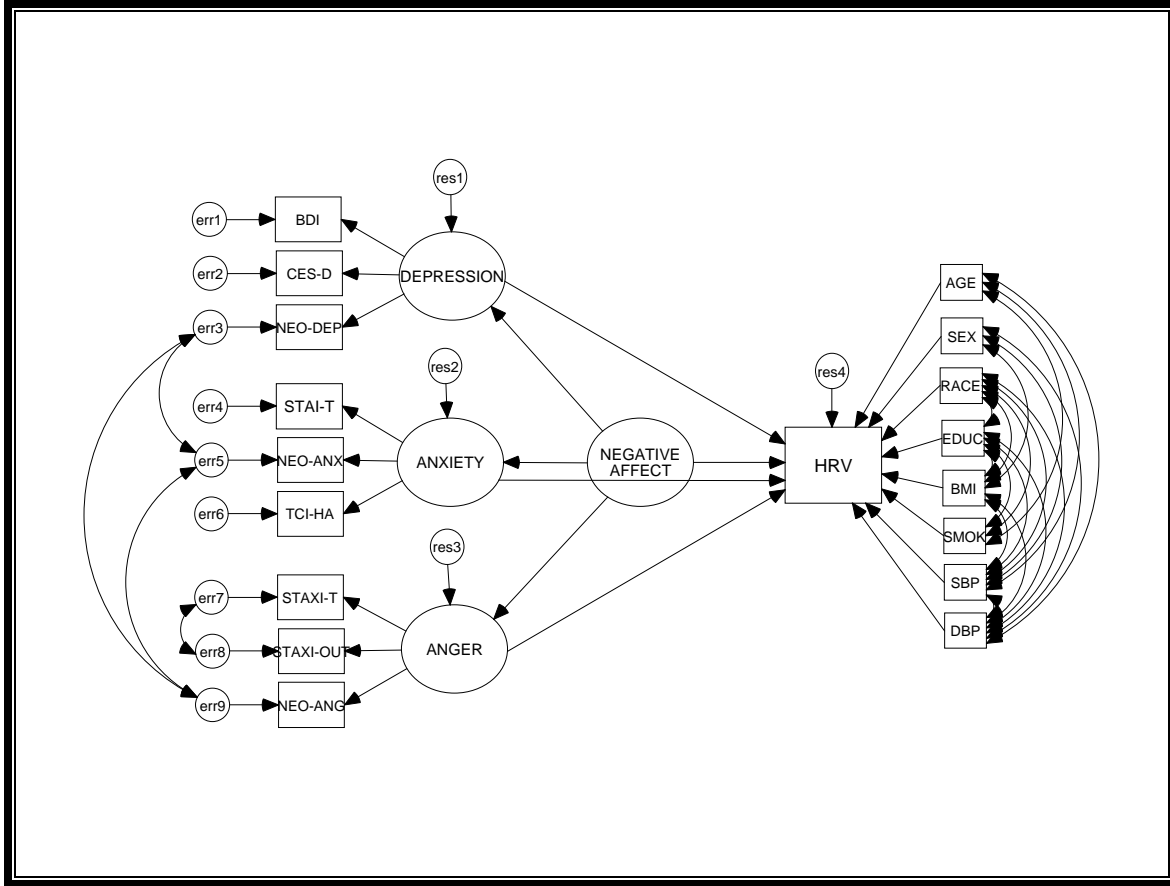 res1
err1
BDI
err2
CES-D
DEPRESSION
err3
NEO-DEP
res2
err4
STAI-T
err5
NEO-ANX
ANXIETY
err6
TCI-HA
res3
err7
STAXI-T
err8
STAXI-OUT
ANGER
err9
NEO-ANG
NEGATIVE
AFFECT
res4
HRV
AGE
SEX
RACE
EDUC
BMI
SMOK
SBP
DBP